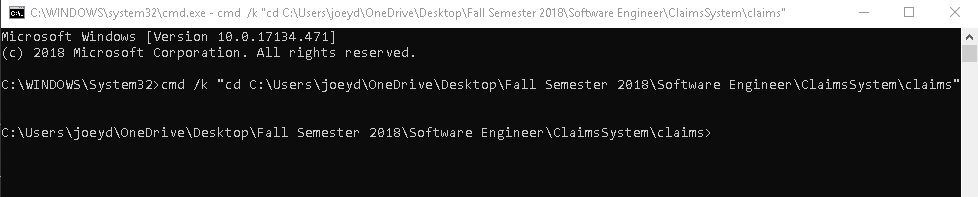 C:\WINDOWS\system32\cmd.exe - cmd /k "cd C:\Users\joeyd\OneDrive\Desktop\Fall Semester 2018\Software Engineer\ClaimsSystem\claims"
Microsoft Windows [Version 10.0.17134.471]
(c) 2018 Microsoft Corporation. All rights reserved.
C:\WINDOWS\System32>cmd /k "cd C:\Users\joeyd\OneDrive\Desktop\Fall Semester 2018\Software Engineer\ClaimsSystem\claims"
C:\Users\joeyd\OneDrive\Desktop\Fall Semester 2018\Software Engineer\ClaimsSystem\claims>